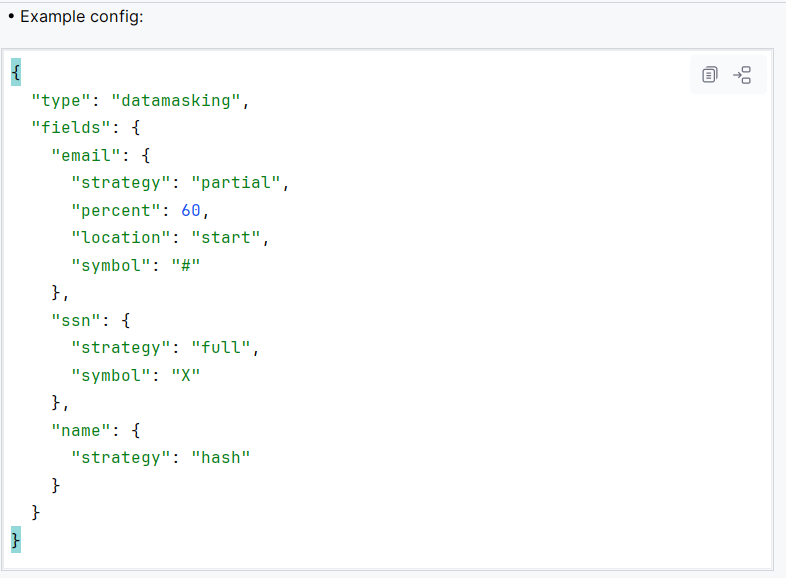 • Example config:
{
  "type": "datamasking",
  "fields": {
    "email": {
      "strategy": "partial",
      "percent": 60,
      "location": "start",
      "symbol": "#"
    },
    "ssn": {
      "strategy": "full",
      "symbol": "X"
    },
    "name": {
      "strategy": "hash"
    }
  }
}